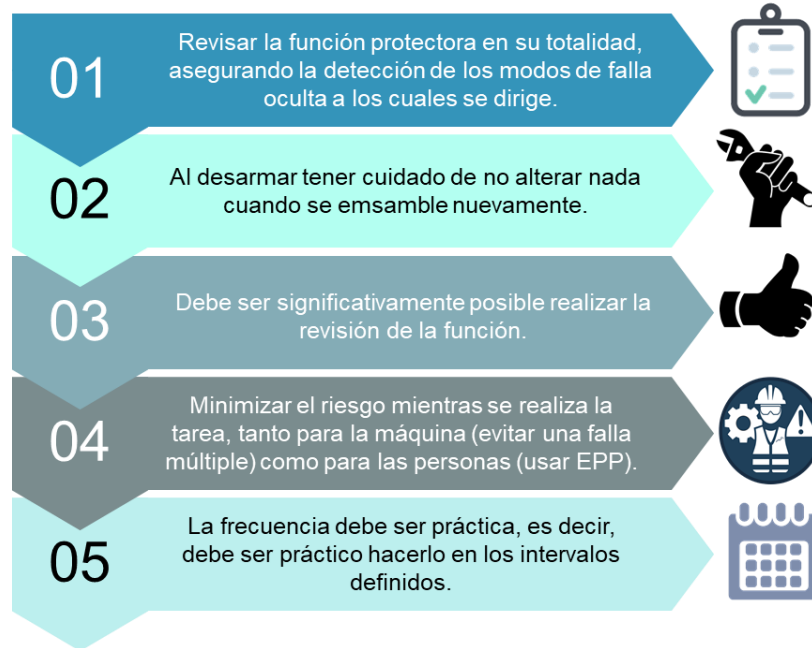 01
Revisar la función protectora en su totalidad,
asegurando la detección de los modos de falla
oculta a los cuales se dirige.
02
Al desarmar tener cuidado de no alterar nada
cuando se emsamble nuevamente.
03
Debe ser significativamente posible realizar la
revisión de la función.
04
Minimizar el riesgo mientras se realiza la
tarea, tanto para la máquina (evitar una falla
múltiple) como para las personas (usar EPP).
05
La frecuencia debe ser práctica, es decir,
debe ser práctico hacerlo en los intervalos
definidos.